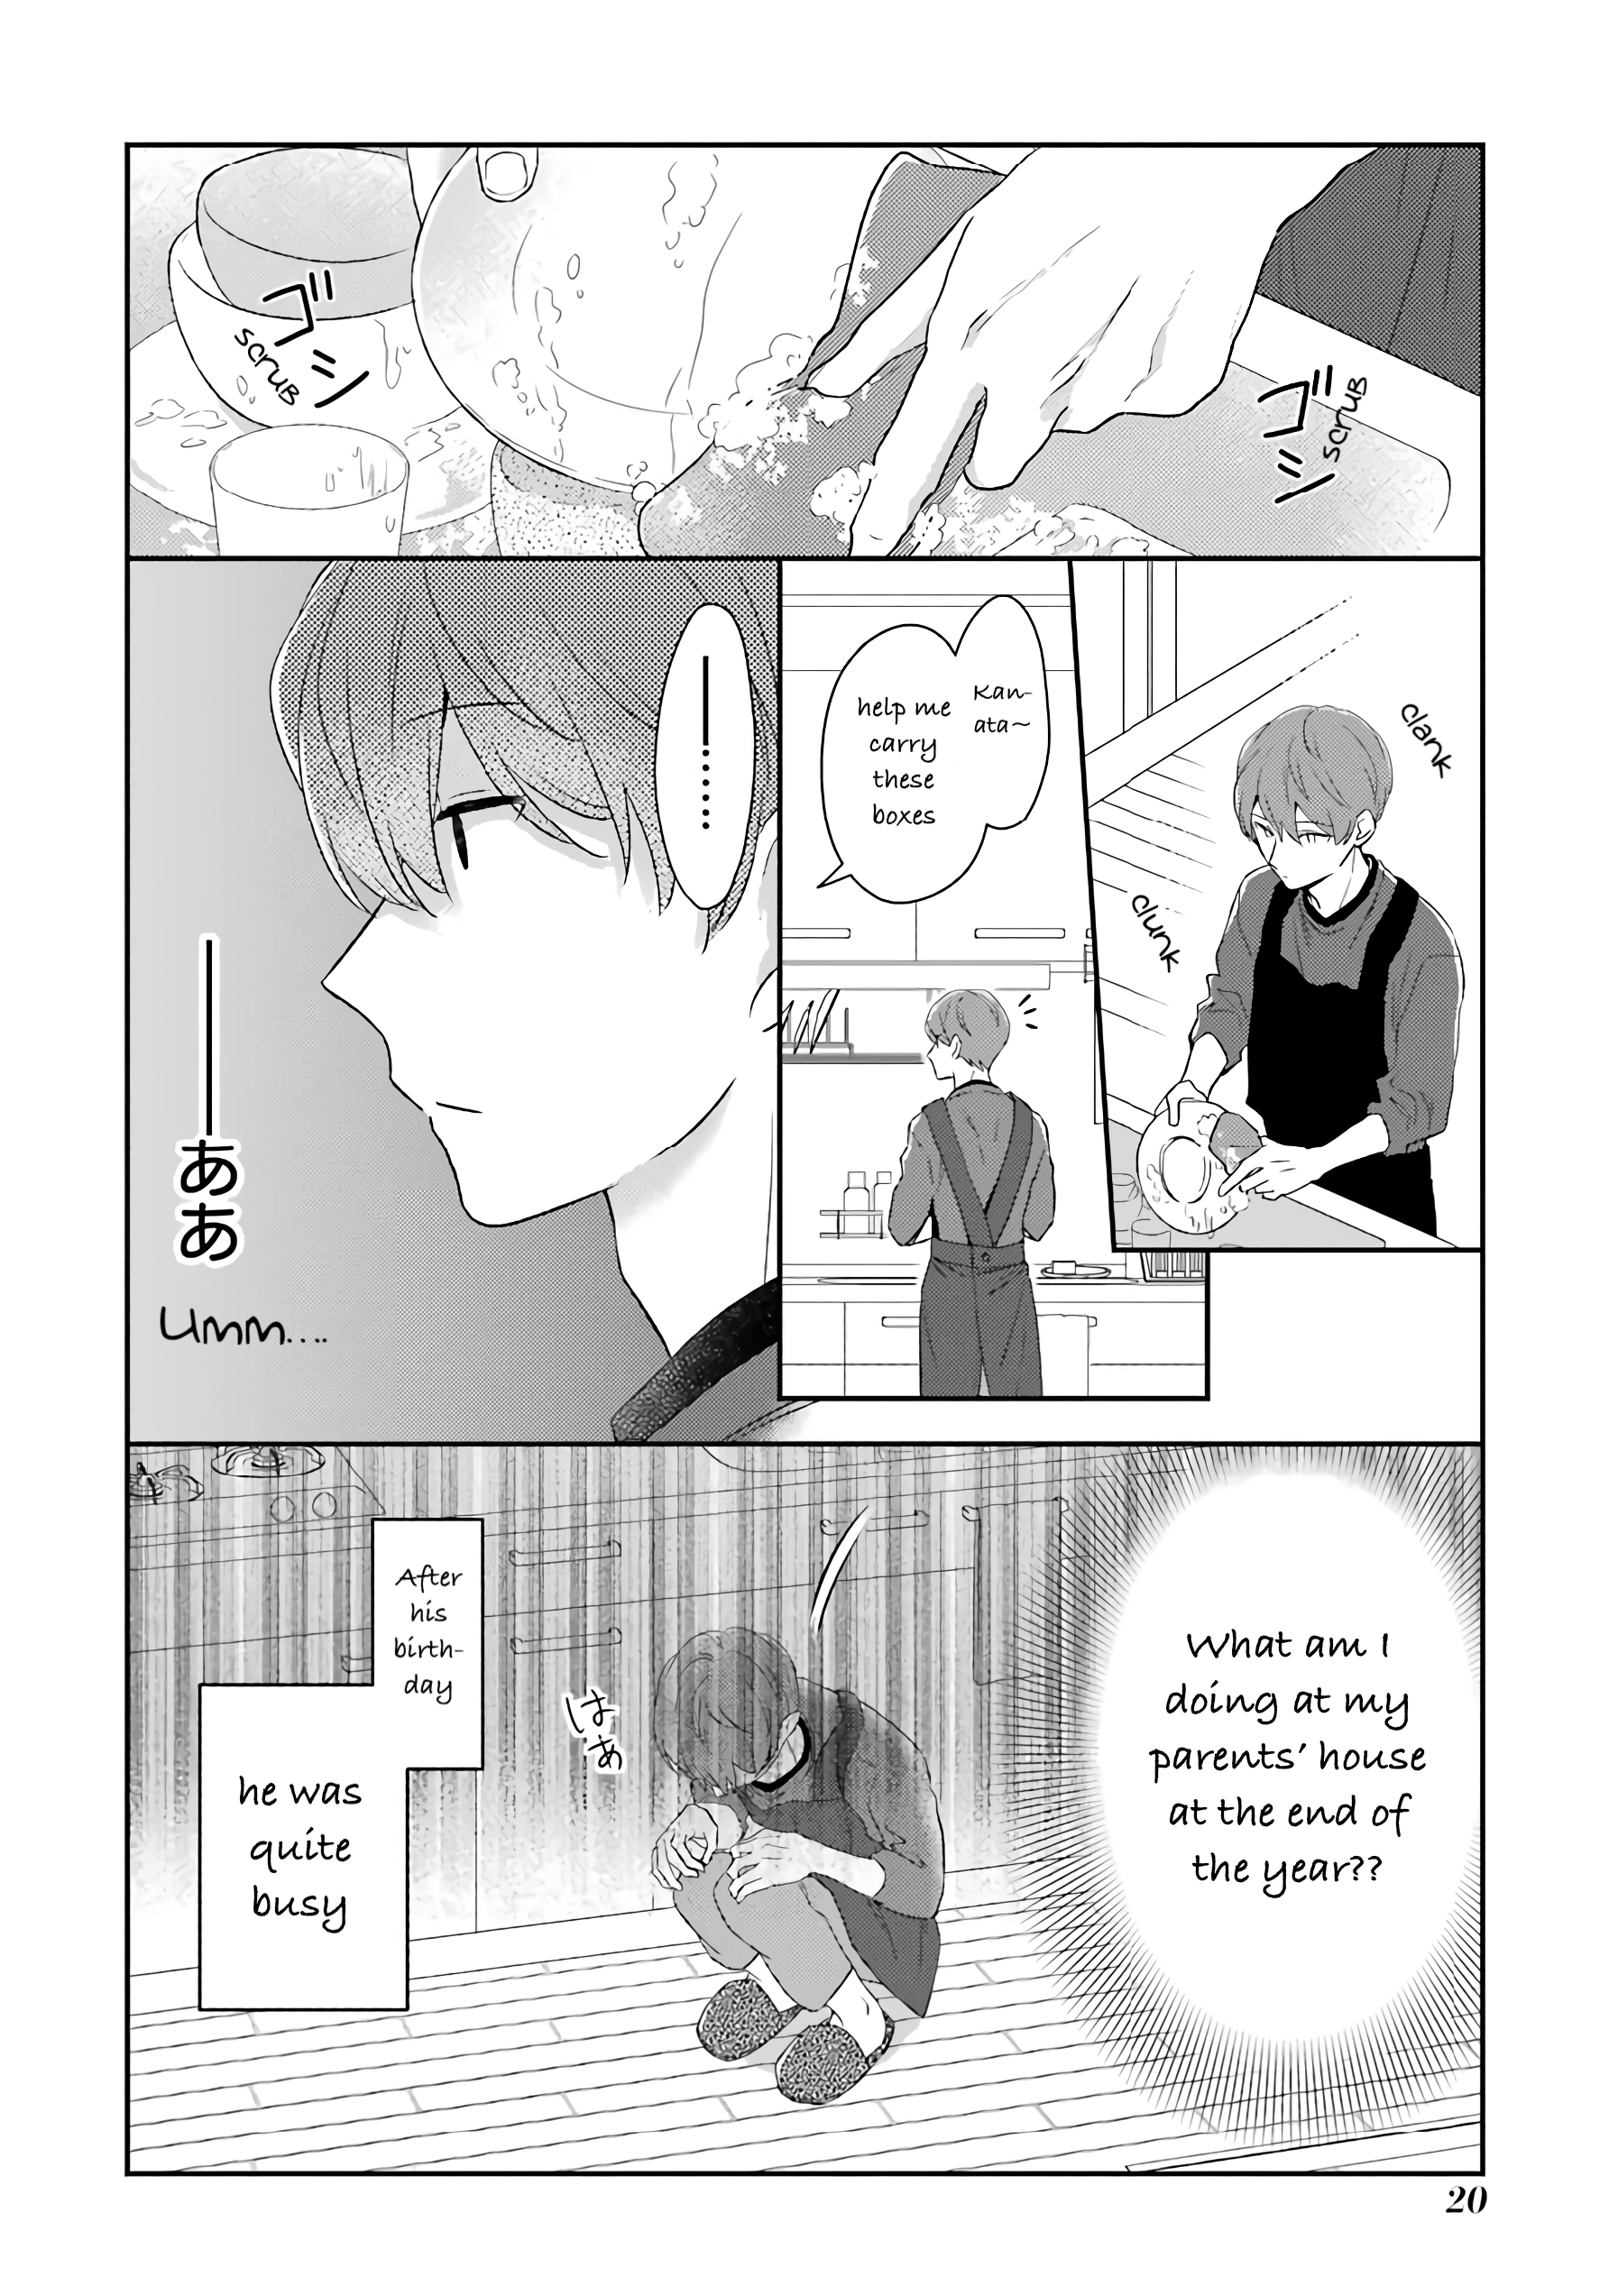 ゴシ
scrub
ゴシ
scrub
clank
clunk
Kan-
ata~
help me
carry
these
boxes
―………
――ああ
Umm....
What am I
doing at my
parents' house
at the end of
the year??
はぁ
After
his
birth-
day
he was
quite
busy
20